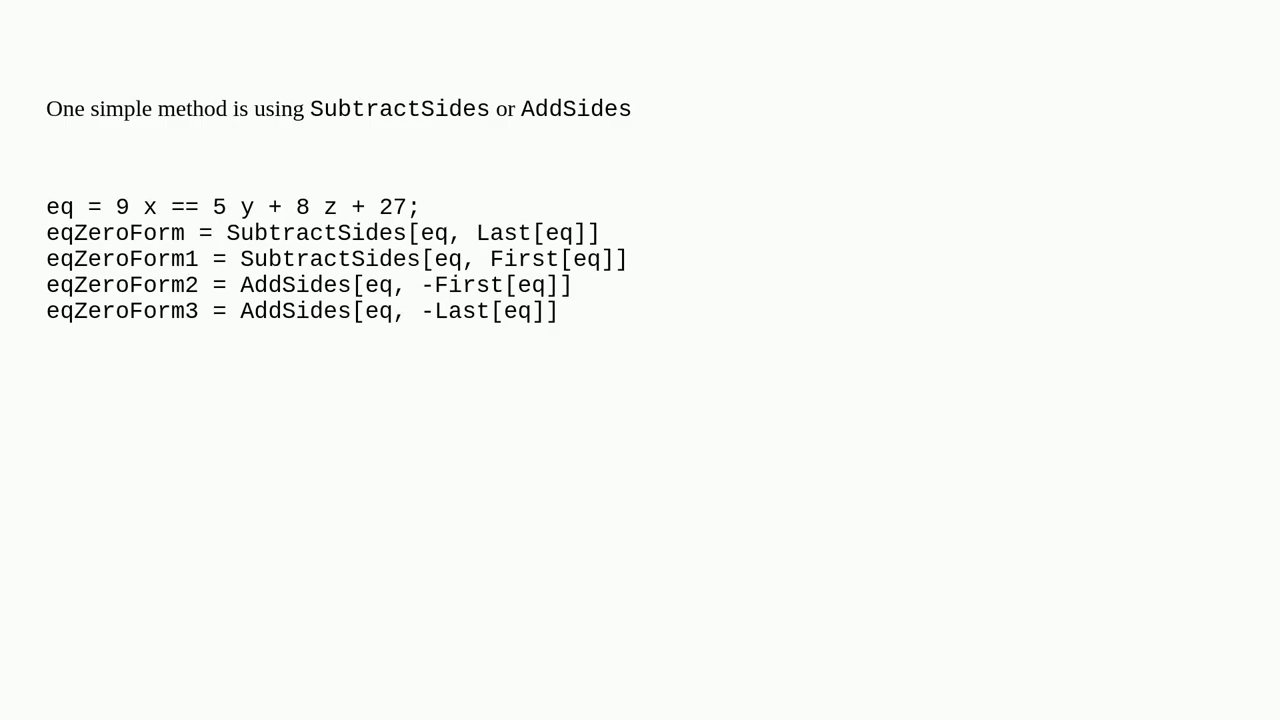 One simple method is using SubtractSides or AddSides
eq = 9 x == 5 y + 8 z + 27;
eqZeroForm = SubtractSides[eq, Last[eq]]
eqZeroForm1 = SubtractSides[eq, First[eq]]
eqZeroForm2 = AddSides[eq, -First[eq]]
eqZeroForm3 = AddSides[eq, -Last[eq]]